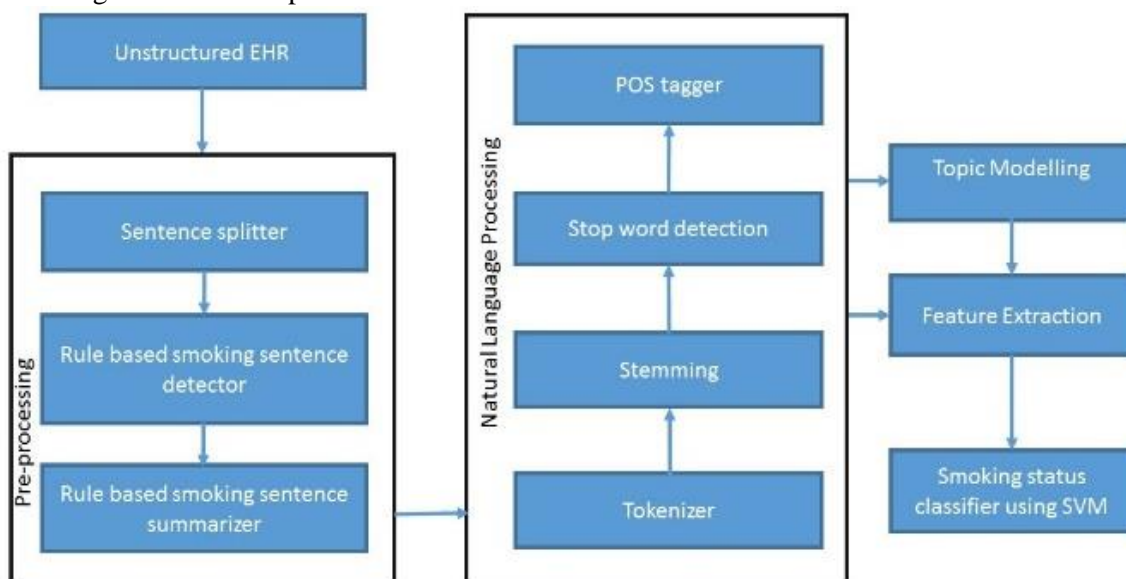 Unstructured EHR
Pre-processing
Sentence splitter
Rule based smoking sentence
detector
Rule based smoking sentence
summarizer
Natural Language Processing
POS tagger
Stop word detection
Stemming
Tokenizer
Topic Modelling
Feature Extraction
Smoking status
classifier using SVM